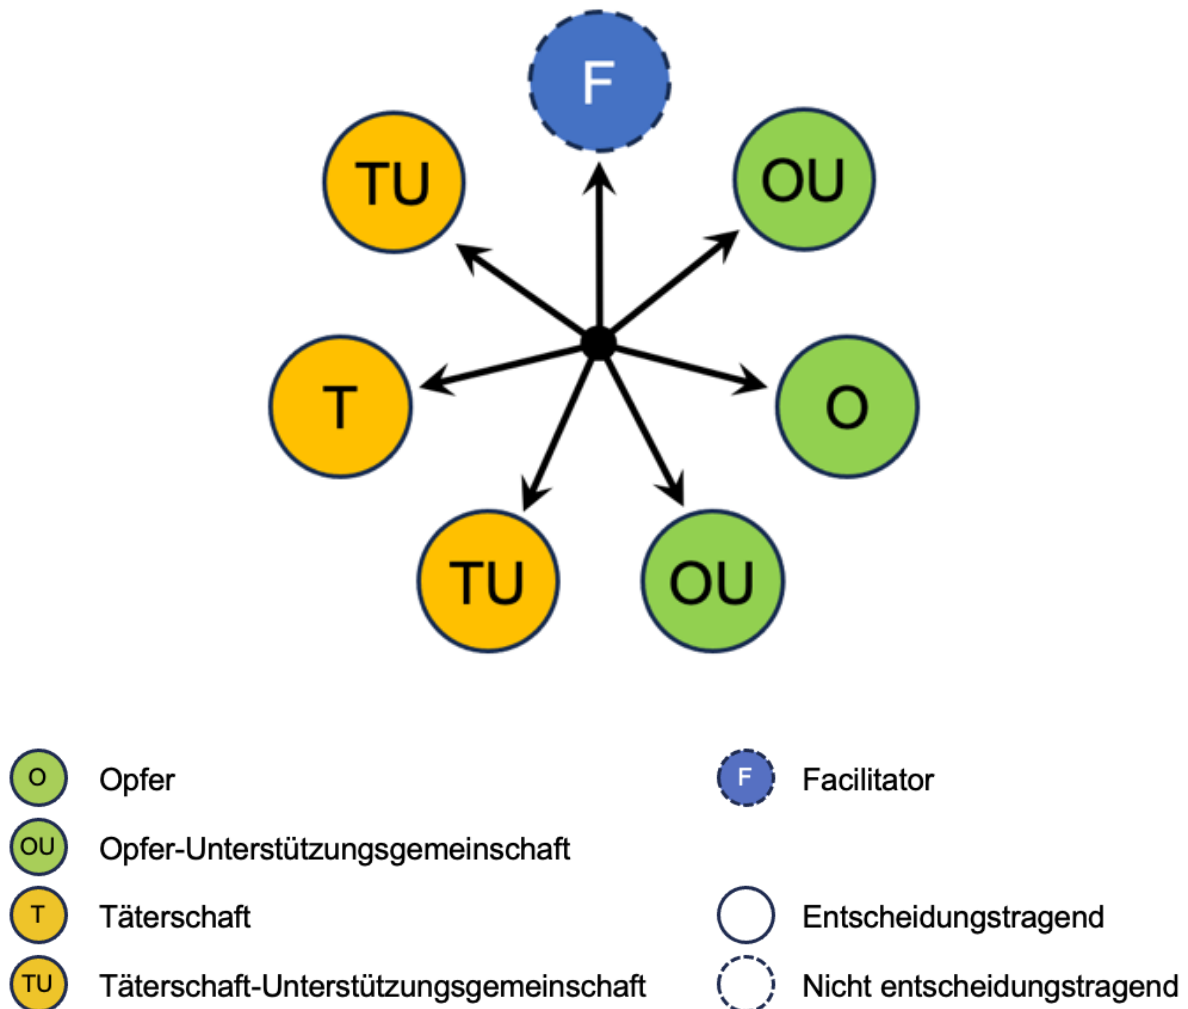 F
TU
OU
T
O
TU
OU
O Opfer
F Facilitator
OU Opfer-Unterstützungsgemeinschaft
T Täterschaft
Entscheidungstragend
TU Täterschaft-Unterstützungsgemeinschaft
Nicht entscheidungstragend